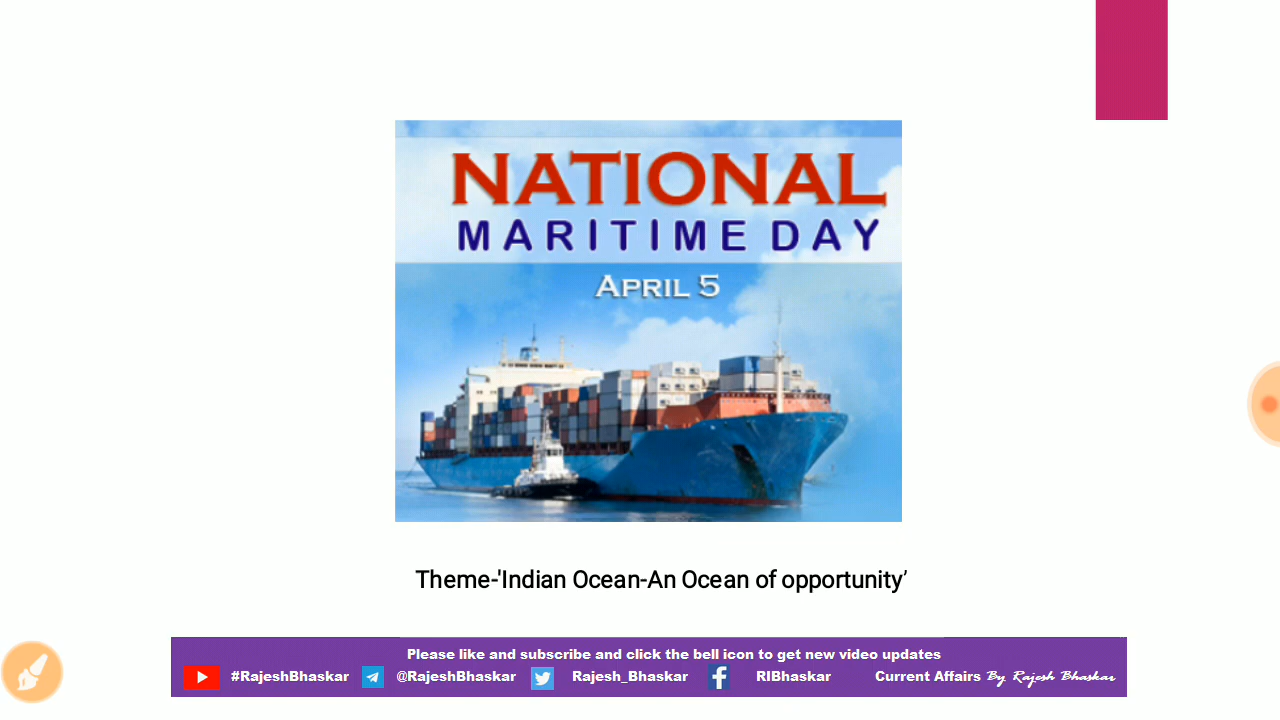 NATIONAL
MARITIME DAY
APRIL 5
Theme-'Indian Ocean-An Ocean of opportunity’
Please like and subscribe and click the bell icon to get new video updates
#RajeshBhaskar @RajeshBhaskar Rajesh_Bhaskar RIBhaskar Current Affairs By Rajesh Bhaskar